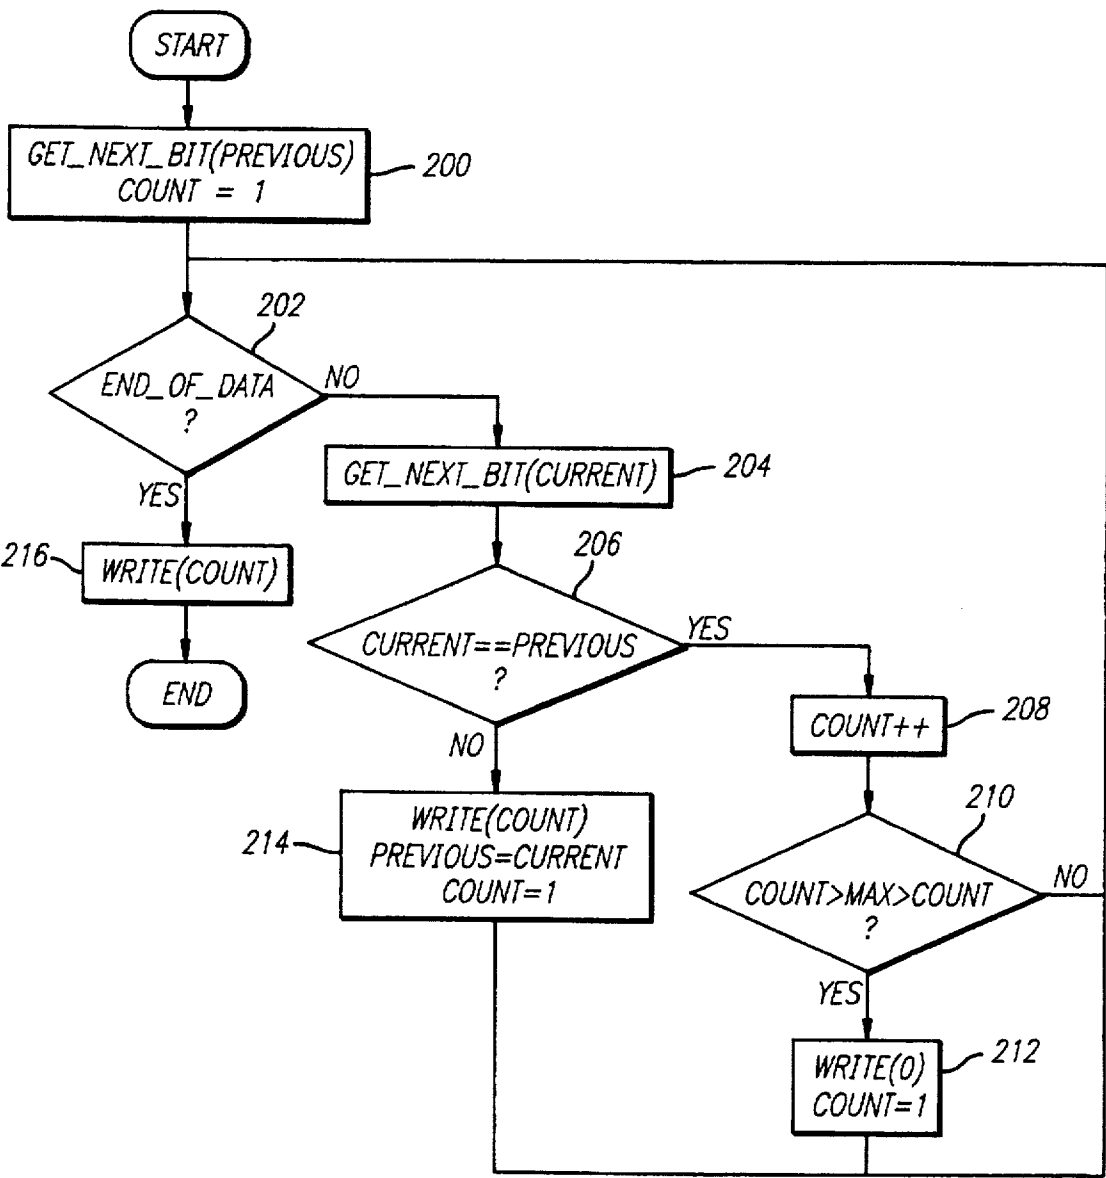 START
GET_NEXT_BIT(PREVIOUS)
COUNT = 1
200
202
END_OF_DATA
?
NO
YES
GET_NEXT_BIT(CURRENT)
204
216
WRITE(COUNT)
END
206
CURRENT==PREVIOUS
?
YES
NO
COUNT++
208
214
WRITE(COUNT)
PREVIOUS=CURRENT
COUNT=1
210
COUNT>MAX>COUNT
?
NO
YES
WRITE(0)
COUNT=1
212